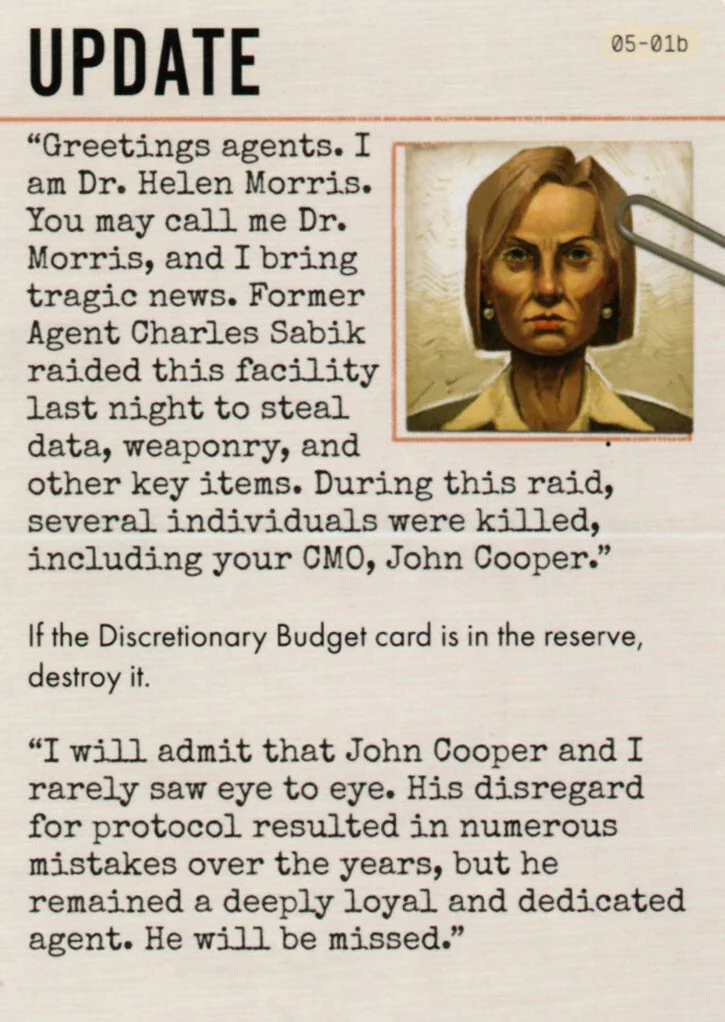 UPDATE
05-01b
“Greetings agents. I
am Dr. Helen Morris.
You may call me Dr.
Morris, and I bring
tragic news. Former
Agent Charles Sabik
raided this facility
last night to steal
data, weaponry, and
other key items. During this raid,
several individuals were killed,
including your CMO, John Cooper.”
If the Discretionary Budget card is in the reserve,
destroy it.
“I will admit that John Cooper and I
rarely saw eye to eye. His disregard
for protocol resulted in numerous
mistakes over the years, but he
remained a deeply loyal and dedicated
agent. He will be missed.”